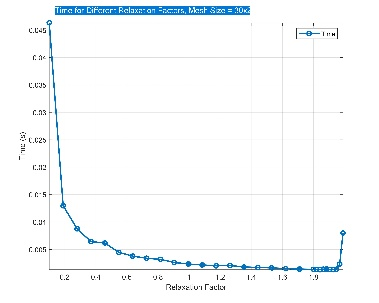 Time for Different Relaxation Factors, Mesh Size = 30x2
Time
0.045
0.04
0.035
0.03
0.025
0.02
0.015
0.01
0.005
Time (s)
0.2 0.4 0.6 0.8 1 1.2 1.4 1.6 1.8
Relaxation Factor